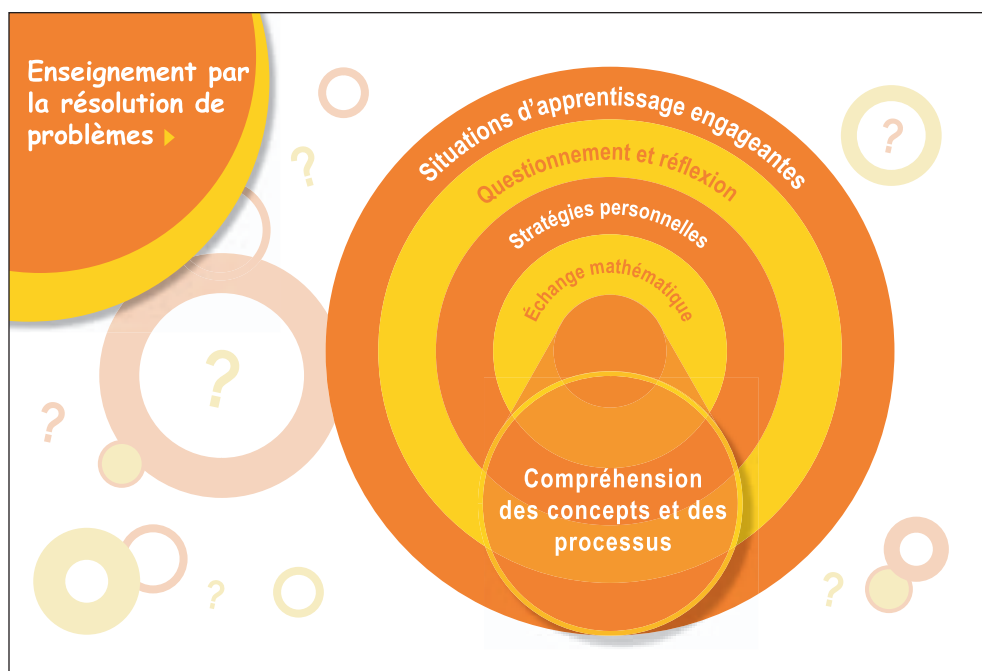 Enseignement par
la résolution de
problèmes
Situations d'apprentissage engageantes
?
?
Questionnement et réflexion
Stratégies personnelles
Échange mathématique
?
?
Compréhension
des concepts et des
processus
?
?